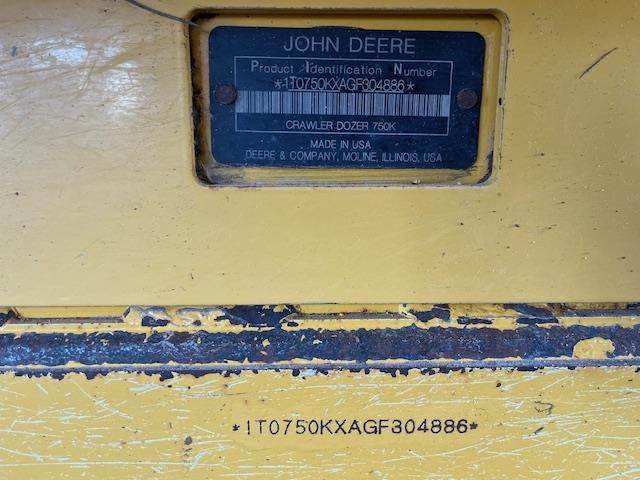 JOHN DEERE
Product Identification Number
*1T0750KXAGF304886*
CRAWLER DOZER 750K
MADE IN USA
DEERE & COMPANY, MOLINE, ILLINOIS, USA
*1T0750KXAGF304886*